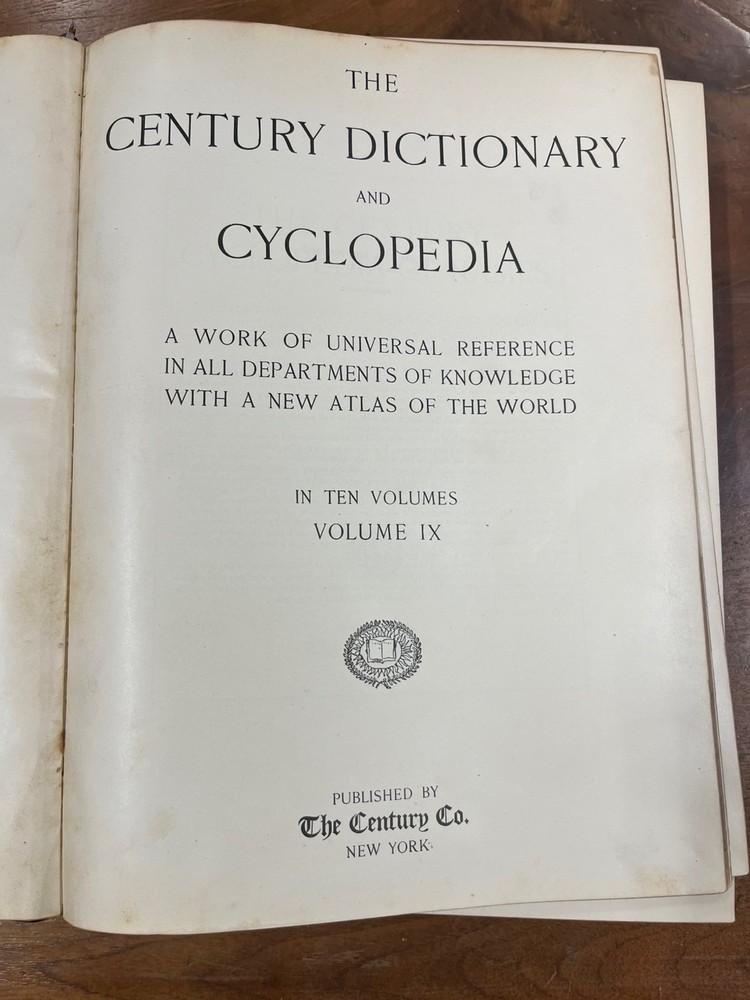 THE
CENTURY DICTIONARY
AND
CYCLOPEDIA
A WORK OF UNIVERSAL REFERENCE
IN ALL DEPARTMENTS OF KNOWLEDGE
WITH A NEW ATLAS OF THE WORLD
IN TEN VOLUMES
VOLUME IX
PUBLISHED BY
The Century Co.
NEW YORK